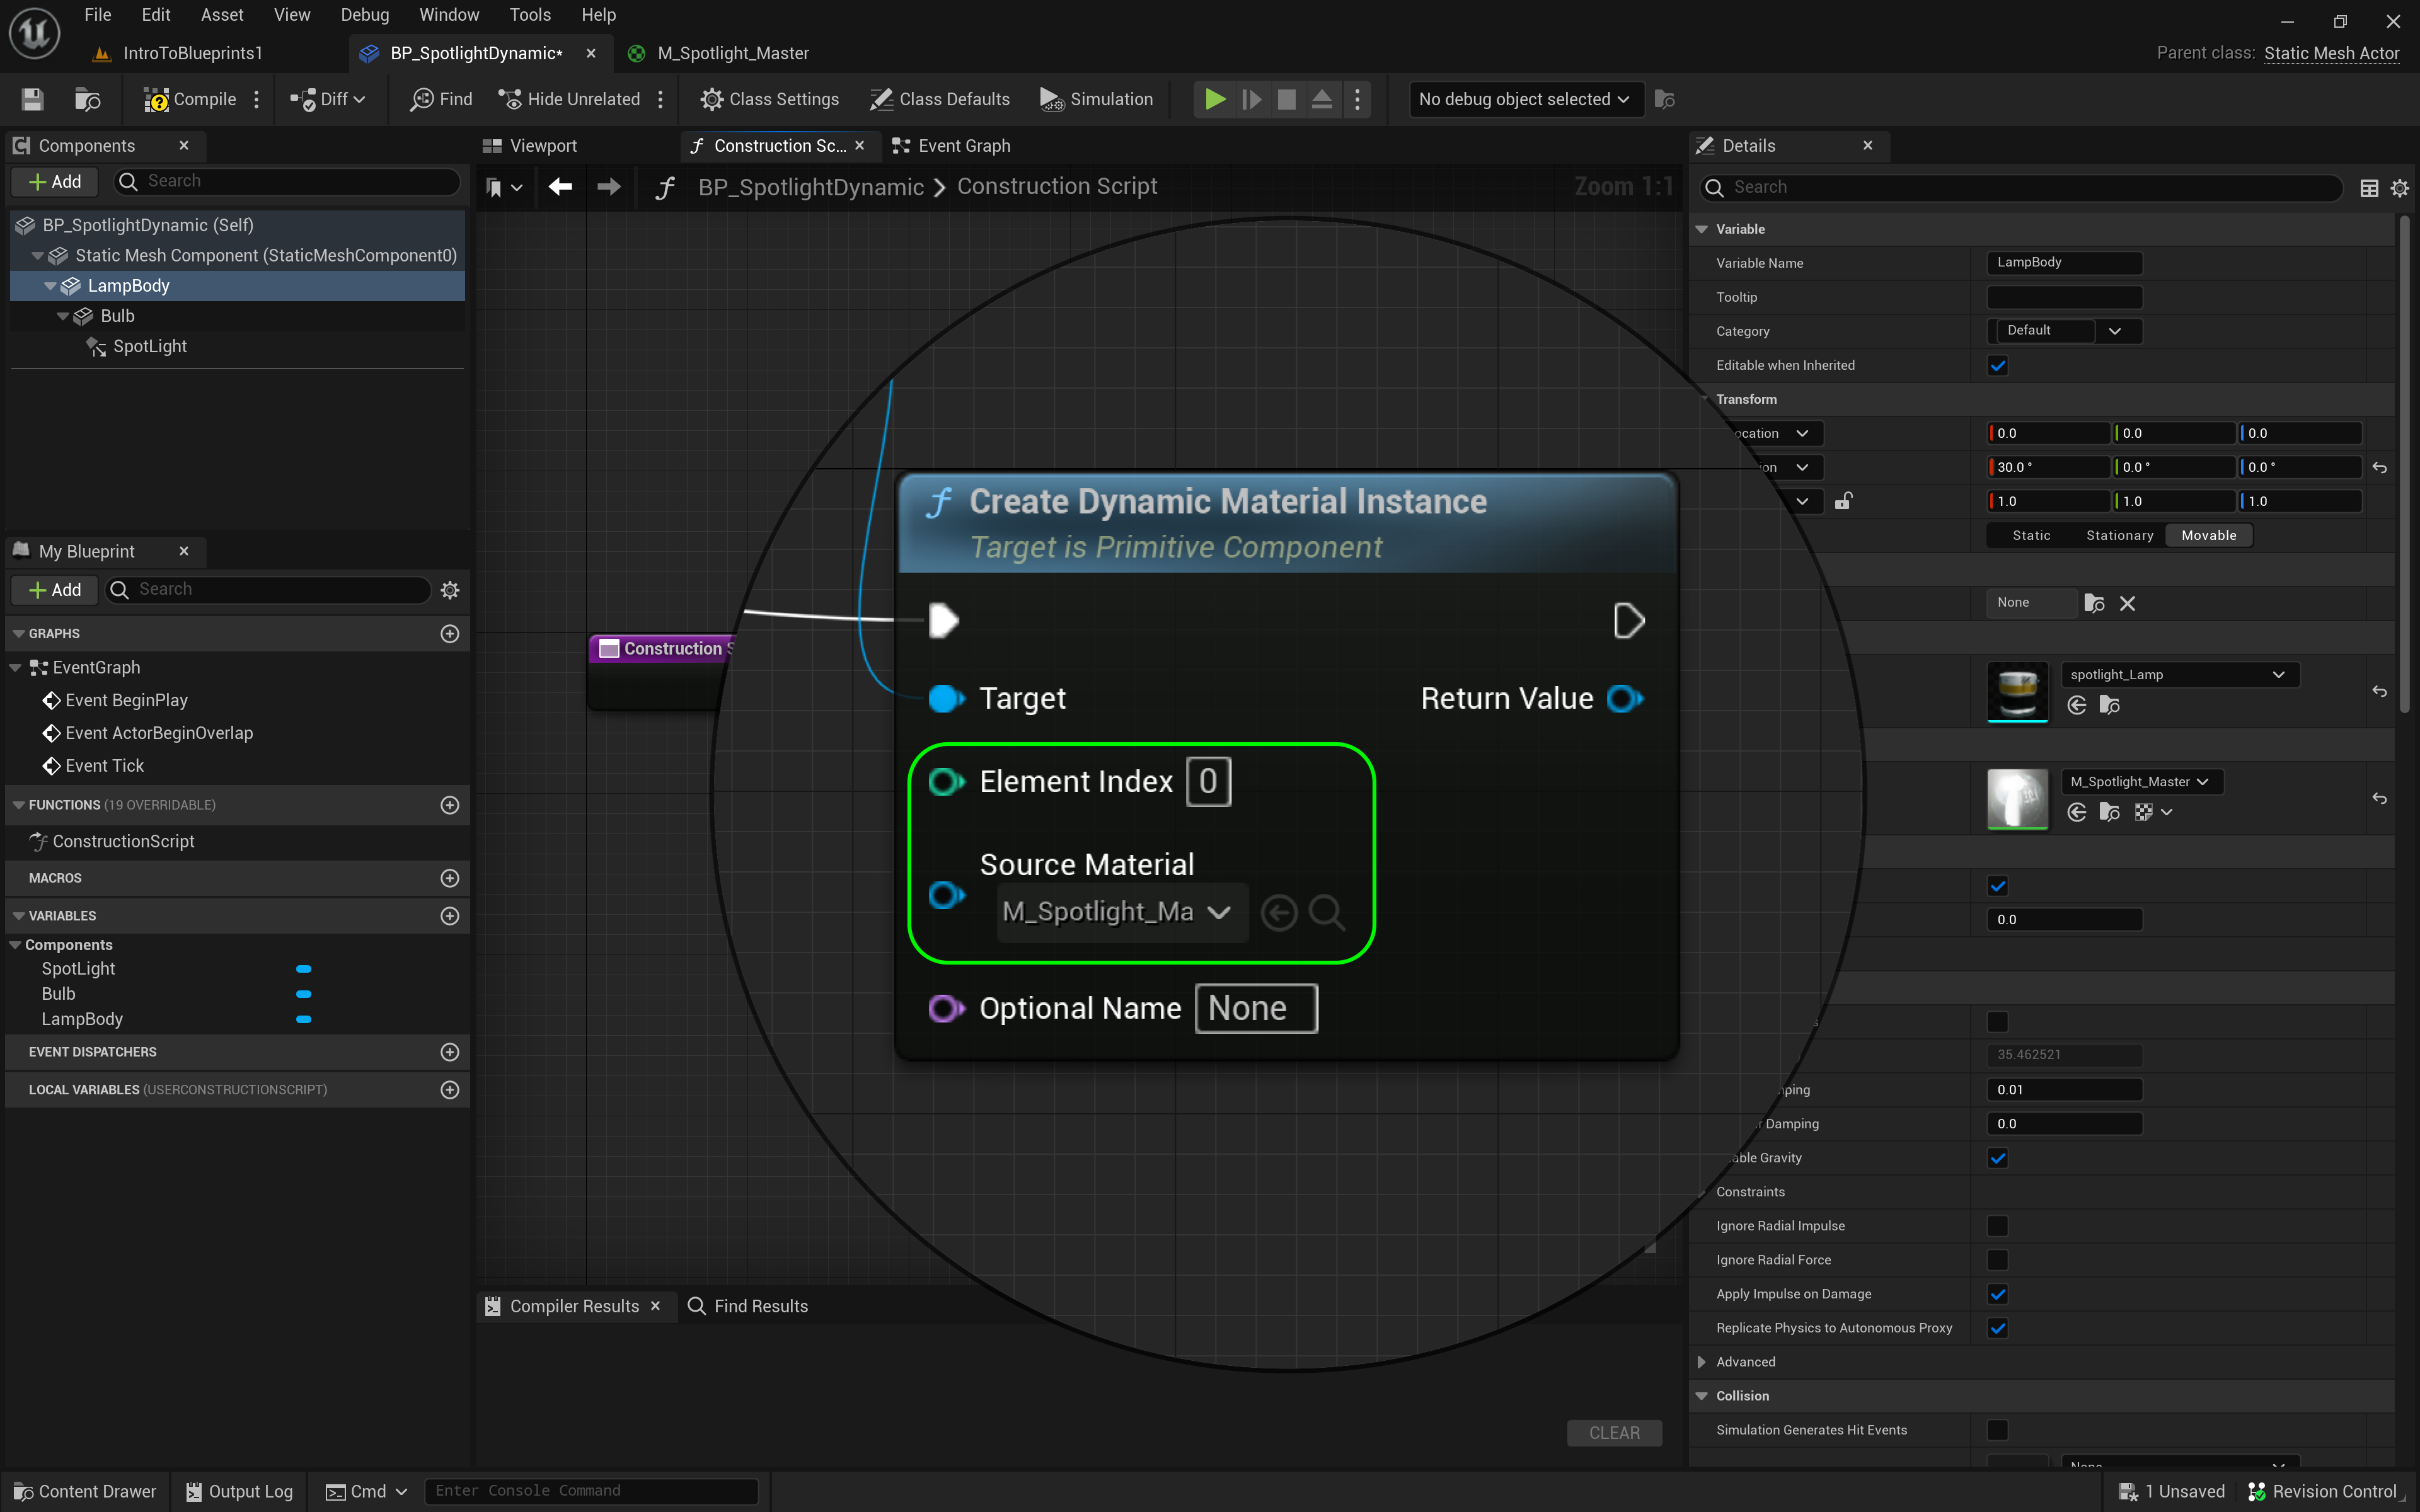 File Edit Asset View Debug Window Tools Help
IntroToBlueprints1
BP_SpotlightDynamic*
M_Spotlight_Master
Parent class: Static Mesh Actor
Compile
Diff
Find
Hide Unrelated
Class Settings
Class Defaults
Simulation
No debug object selected
Components
Add
Search
BP_SpotlightDynamic (Self)
Static Mesh Component (StaticMeshComponent0)
LampBody
Bulb
SpotLight
My Blueprint
Add
Search
GRAPHS
EventGraph
Event BeginPlay
Event ActorBeginOverlap
Event Tick
FUNCTIONS (19 OVERRIDABLE)
ConstructionScript
MACROS
VARIABLES
Components
SpotLight
Bulb
LampBody
EVENT DISPATCHERS
LOCAL VARIABLES (USERCONSTRUCTIONSCRIPT)
Viewport
Construction Sc...
Event Graph
BP_SpotlightDynamic > Construction Script
Zoom 1:1
Construction S
Create Dynamic Material Instance
Target is Primitive Component
Target
Return Value
Element Index 0
Source Material
M_Spotlight_Ma
Optional Name None
Compiler Results
Find Results
CLEAR
Details
Search
Variable
Variable Name LampBody
Tooltip
Category Default
Editable when Inherited
Transform
ocation 0.0 0.0 0.0
ion 30.0 ° 0.0 ° 0.0 °
1.0 1.0 1.0
Static Stationary Movable
None
spotlight_Lamp
M_Spotlight_Master
0.0
35.462521
ping 0.01
r Damping 0.0
able Gravity
Constraints
Ignore Radial Impulse
Ignore Radial Force
Apply Impulse on Damage
Replicate Physics to Autonomous Proxy
Advanced
Collision
Simulation Generates Hit Events
None
Content Drawer
Output Log
Cmd
Enter Console Command
1 Unsaved
Revision Control